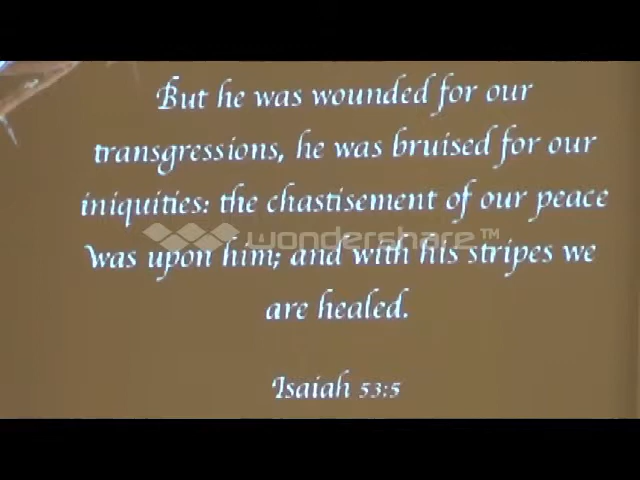 But he was wounded for our
transgressions, he was bruised for our
iniquities: the chastisement of our peace
was upon him; and with his stripes we
wondershare™
are healed.
Isaiah 53:5